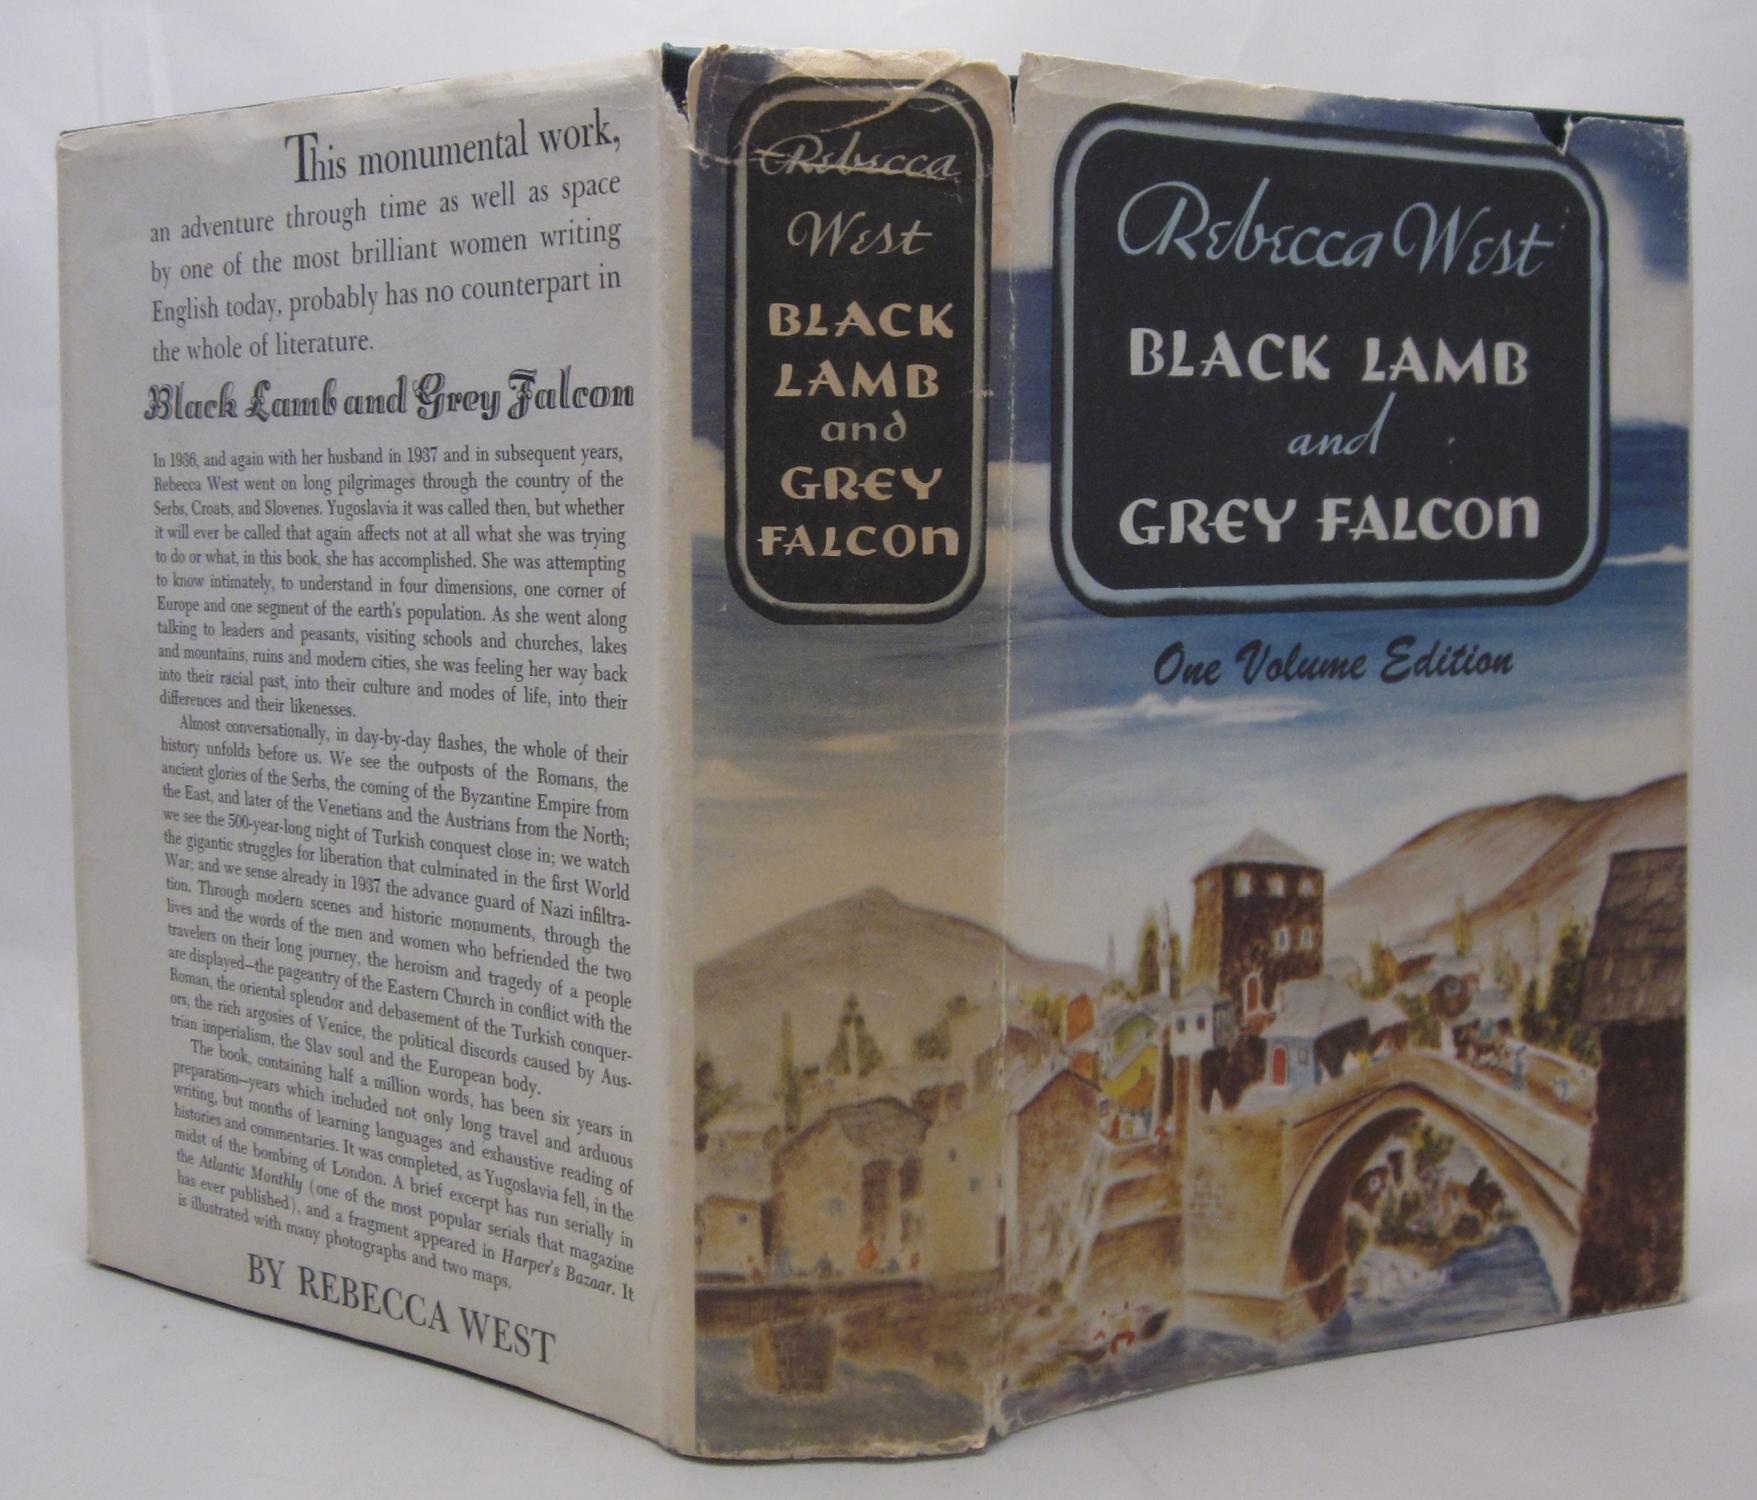 This monumental work,
an adventure through time as well as space
by one of the most brilliant women writing
English today, probably has no counterpart in
the whole of literature.
Black Lamb and Grey Falcon
In 1936, and again with her husband in 1937 and in subsequent years,
Rebecca West went on long pilgrimages through the country of the
Serbs, Croats, and Slovenes. Yugoslavia it was called then, but whether
it will ever be called that again affects not at all what she was trying
to do or what, in this book, she has accomplished. She was attempting
to know intimately, to understand in four dimensions, one corner of
Europe and one segment of the earth's population. As she went along
talking to leaders and peasants, visiting schools and churches, lakes
and mountains, ruins and modern cities, she was feeling her way back
into their racial past, into their culture and modes of life, into their
differences and their likenesses.
Almost conversationally, in day-by-day flashes, the whole of their
history unfolds before us. We see the outposts of the Romans, the
ancient glories of the Serbs, the coming of the Byzantine Empire from
the East, and later of the Venetians and the Austrians from the North;
we see the 500-year-long night of Turkish conquest close in; we watch
the gigantic struggles for liberation that culminated in the first World
War; and we sense already in 1937 the advance guard of Nazi infiltra-
tion. Through modern scenes and historic monuments, through the
lives and the words of the men and women who befriended the two
travelers on their long journey, the heroism and tragedy of a people
are displayed—the pageantry of the Eastern Church in conflict with the
Roman, the oriental splendor and debasement of the Turkish conquer-
ors, the rich argosies of Venice, the political discords caused by Aus-
trian imperialism, the Slav soul and the European body.
The book, containing half a million words, has been six years in
preparation—years which included not only long travel and arduous
writing, but months of learning languages and exhaustive reading of
histories and commentaries. It was completed, as Yugoslavia fell, in the
midst of the bombing of London. A brief excerpt has run serially in
the Atlantic Monthly (one of the most popular serials that magazine
has ever published), and a fragment appeared in Harper's Bazaar. It
is illustrated with many photographs and two maps.
BY REBECCA WEST
Rebecca
West
BLACK
LAMB
and
GREY
FALCON
Rebecca West
BLACK LAMB
and
GREY FALCON
One Volume Edition